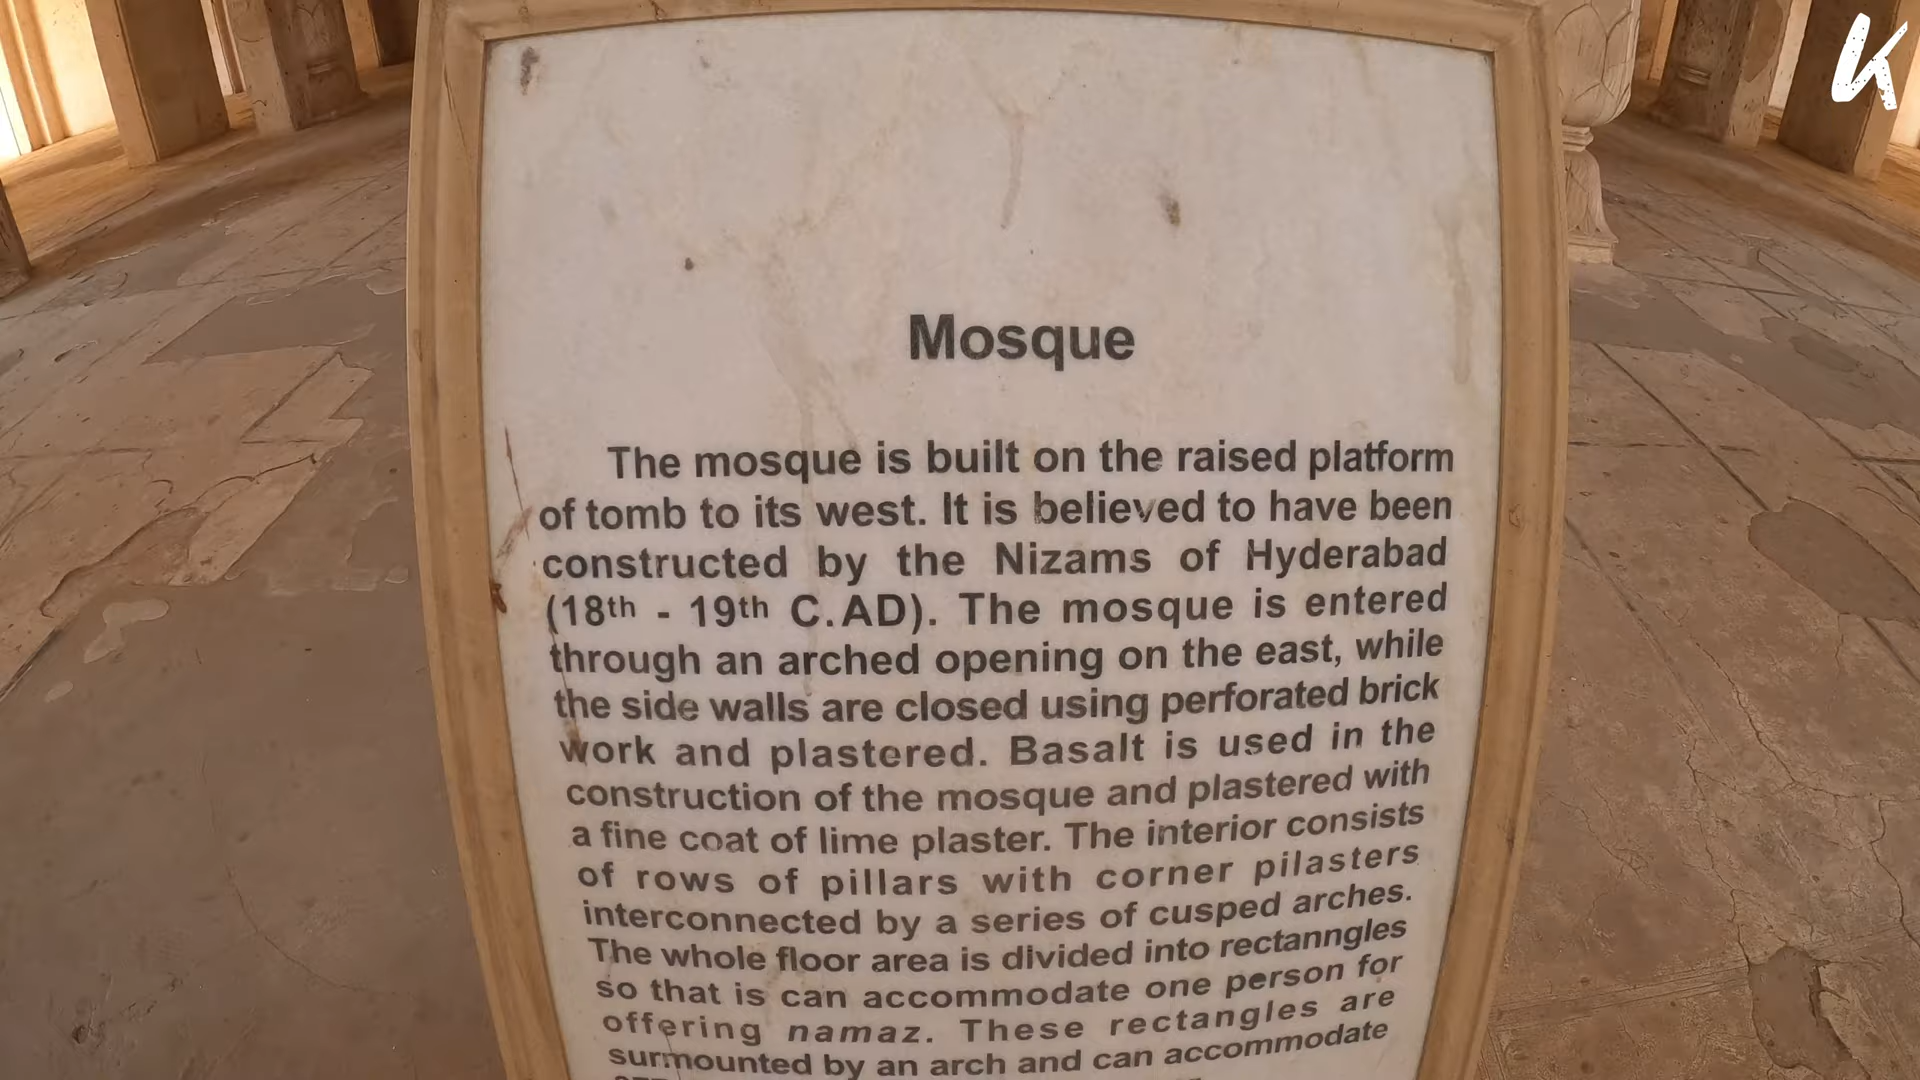 K
Mosque
The mosque is built on the raised platform
of tomb to its west. It is believed to have been
constructed by the Nizams of Hyderabad
(18th - 19th C.AD). The mosque is entered
through an arched opening on the east, while
the side walls are closed using perforated brick
work and plastered. Basalt is used in the
construction of the mosque and plastered with
a fine coat of lime plaster. The interior consists
of rows of pillars with corner pilasters
interconnected by a series of cusped arches.
The whole floor area is divided into rectanngles
so that is can accommodate one person for
offering namaz. These rectangles are
surmounted by an arch and can accommodate